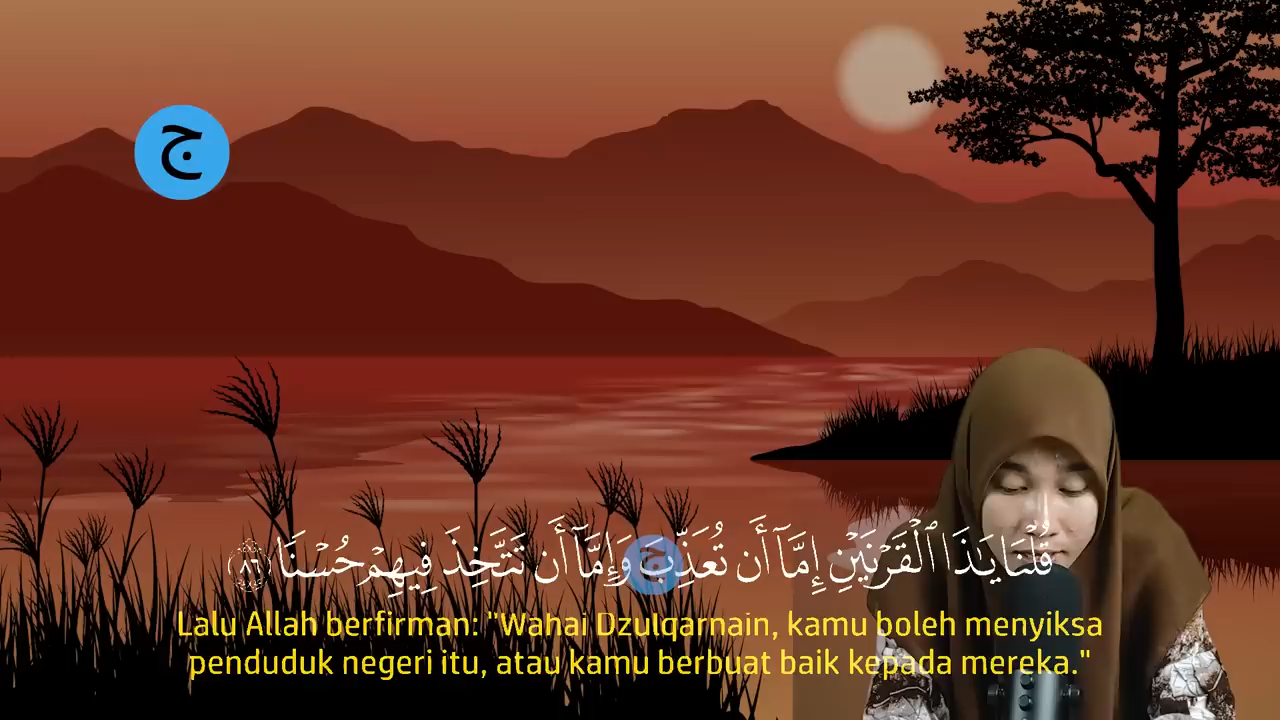 ج
قُلْنَا يَـٰذَا ٱلْقَرْنَيْنِ إِمَّآ أَن تُعَذِّبَ وَإِمَّآ أَن تَتَّخِذَ فِيهِمْ حُسْنًا ٨٦
ج
Lalu Allah berfirman: "Wahai Dzulqarnain, kamu boleh menyiksa
penduduk negeri itu, atau kamu berbuat baik kepada mereka."